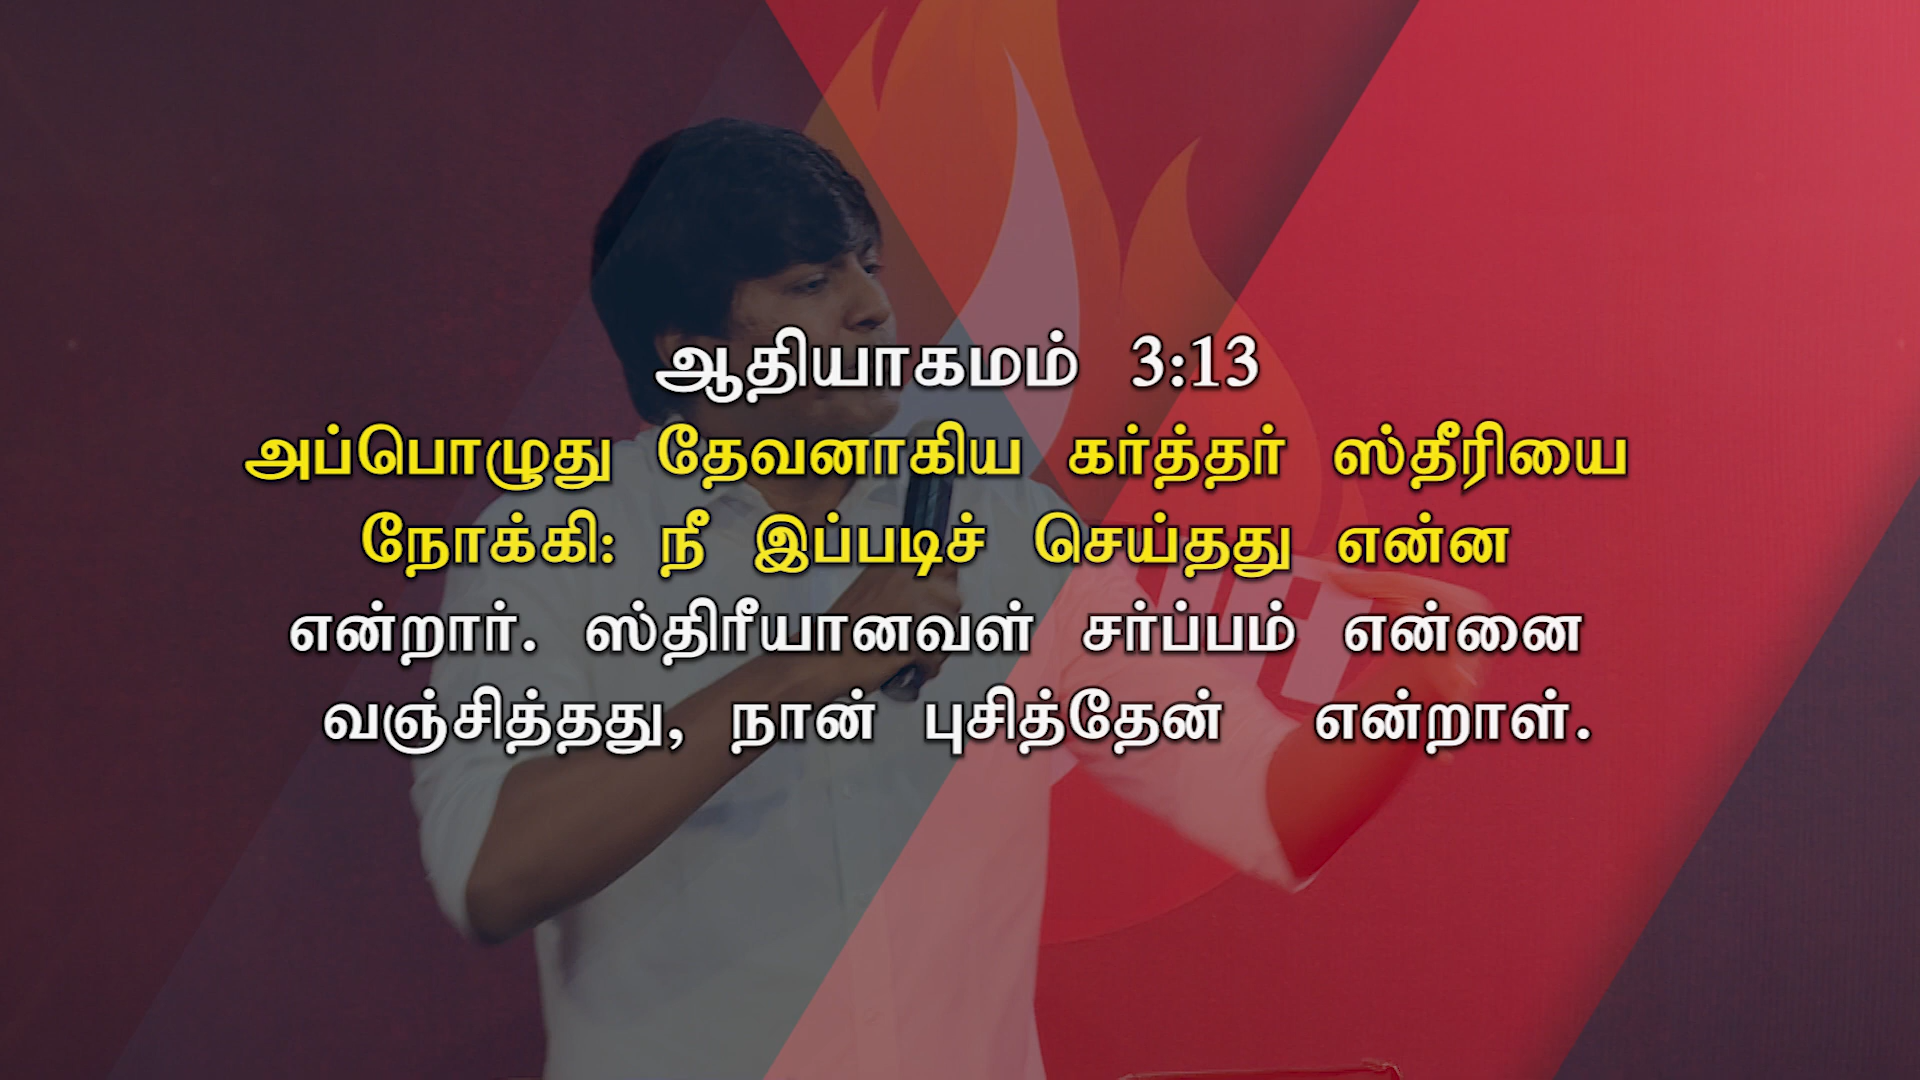 ஆதியாகமம் 3:13
அப்பொழுது தேவனாகிய கர்த்தர் ஸ்தீரியை
நோக்கி: நீ இப்படிச் செய்தது என்ன
என்றார். ஸ்திரீயானவள் சர்ப்பம் என்னை
வஞ்சித்தது, நான் புசித்தேன் என்றாள்.